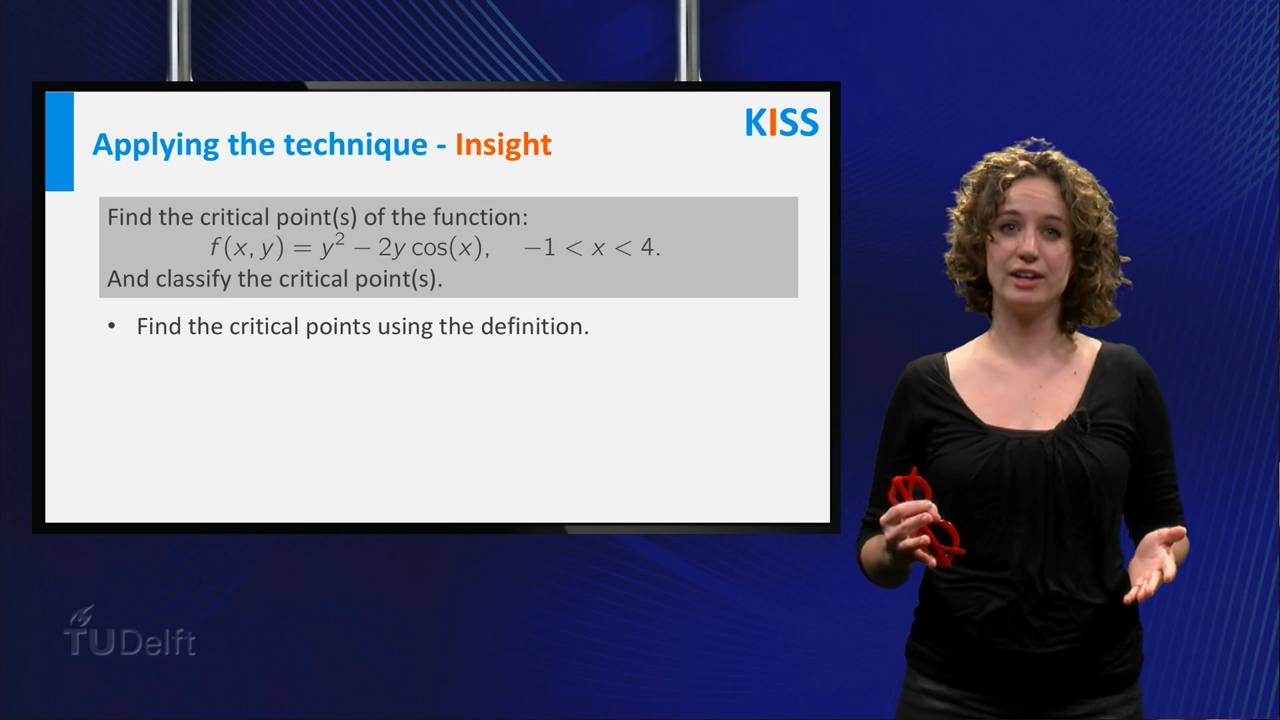 KISS
Applying the technique - Insight
Find the critical point(s) of the function:
f(x, y) = y² − 2y cos(x), −1 < x < 4.
And classify the critical point(s).
• Find the critical points using the definition.
TUDelft